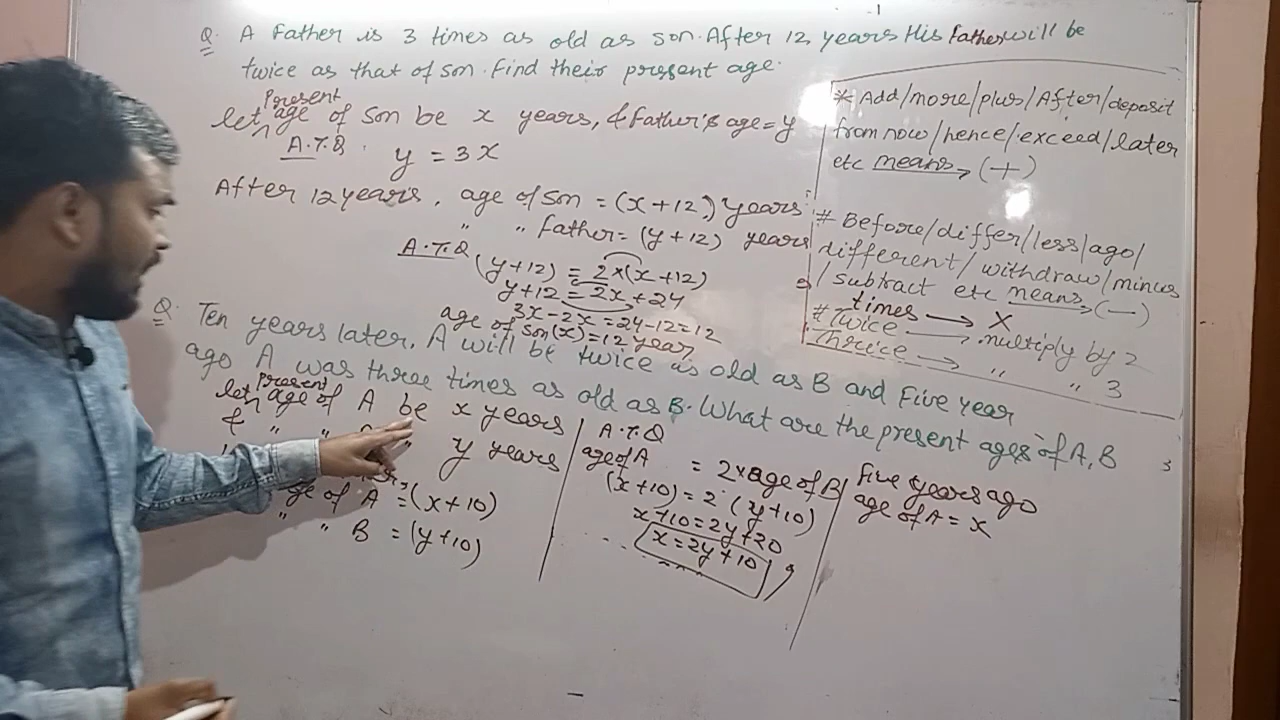 Q. A Father is 3 times as old as son. After 12 years His Father will be
twice as that of son. Find their present age.
Present
let age of Son be x years, & Father's age = y
A.T.Q. y = 3x
After 12 years, age of son = (x+12) years
" " Father = (y+12) years
A.T.Q (y+12) = 2×(x+12)
y+12 = 2x+24
3x-2x = 24-12 = 12
age of son(x) = 12 year
* Add/more/plus/After/deposit
from now/hence/exceed/later
etc means → (+)
# Before/differ/less/ago/
different/withdraw/minus
/subtract etc means → (-)
times → X
# Twice → multiply by 2
Thrice → " " 3
Q. Ten years later, A will be twice as old as B and Five year
ago A was three times as old as B. What are the present ages of A, B
present
let age of A be x years
& " " y years
age of A = (x+10)
" " B = (y+10)
A.T.Q
age of A = 2×age of B
(x+10) = 2 (y+10)
x+10 = 2y+20
x = 2y+10
Five years ago
age of A = x